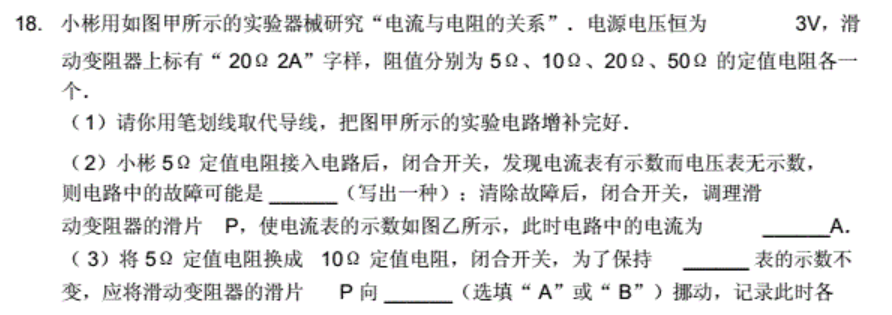 18. 小彬用如图甲所示的实验器械研究“电流与电阻的关系”．电源电压恒为 3V，滑
动变阻器上标有“ 20Ω 2A”字样，阻值分别为 5Ω、10Ω、20Ω、50Ω 的定值电阻各一
个．
（1）请你用笔划线取代导线，把图甲所示的实验电路增补完好．
（2）小彬 5Ω 定值电阻接入电路后，闭合开关，发现电流表有示数而电压表无示数，
则电路中的故障可能是 ______（写出一种）；清除故障后，闭合开关，调理滑
动变阻器的滑片 P，使电流表的示数如图乙所示，此时电路中的电流为 ______A．
（ 3）将 5Ω 定值电阻换成 10Ω 定值电阻，闭合开关，为了保持 ______ 表的示数不
变，应将滑动变阻器的滑片 P 向 ______（选填“ A”或“ B”）挪动，记录此时各